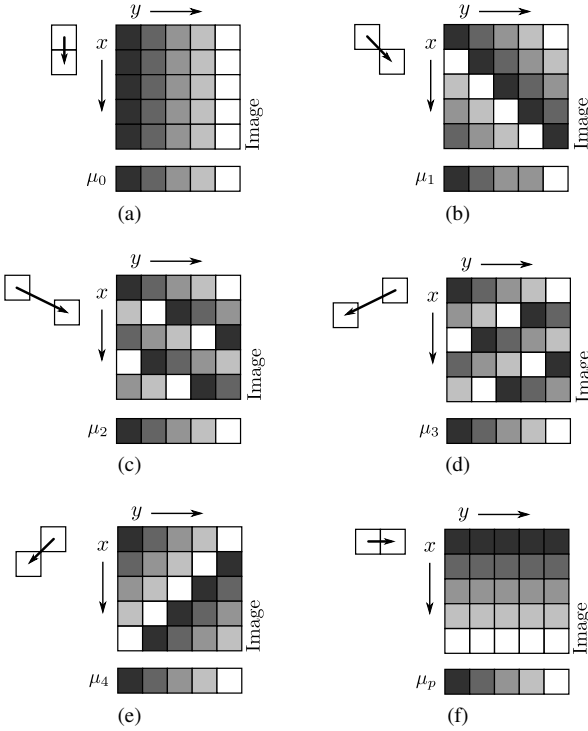 y
x
Image
μ0
(a)
y
x
Image
μ1
(b)
y
x
Image
μ2
(c)
y
x
Image
μ3
(d)
y
x
Image
μ4
(e)
y
x
Image
μp
(f)